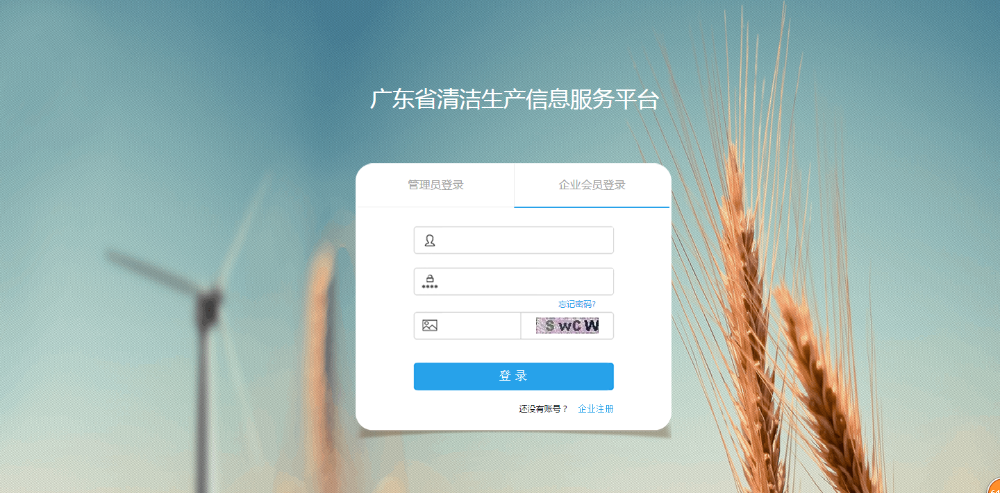 广东省清洁生产信息服务平台
管理员登录 企业会员登录
忘记密码?
SwCW
登 录
还没有账号？ 企业注册